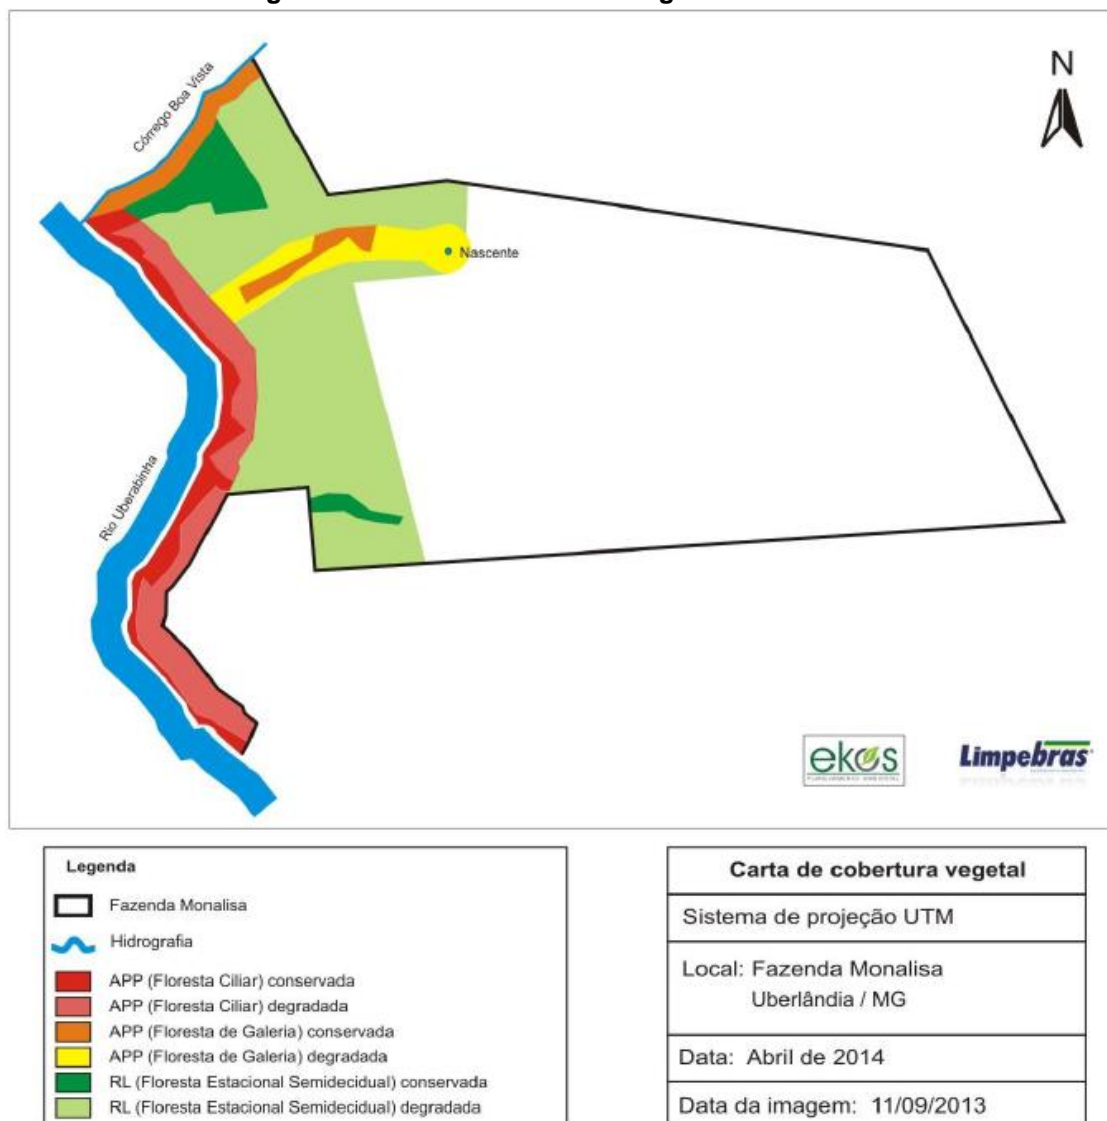 Córrego Boa Vista
N
Nascente
Rio Uberabinha
ekos
PLANEJAMENTO AMBIENTAL
Limpebras
Legenda
Fazenda Monalisa
Hidrografia
APP (Floresta Ciliar) conservada
APP (Floresta Ciliar) degradada
APP (Floresta de Galeria) conservada
APP (Floresta de Galeria) degradada
RL (Floresta Estacional Semidecidual) conservada
RL (Floresta Estacional Semidecidual) degradada
Carta de cobertura vegetal
Sistema de projeção UTM
Local: Fazenda Monalisa
Uberlândia / MG
Data: Abril de 2014
Data da imagem: 11/09/2013